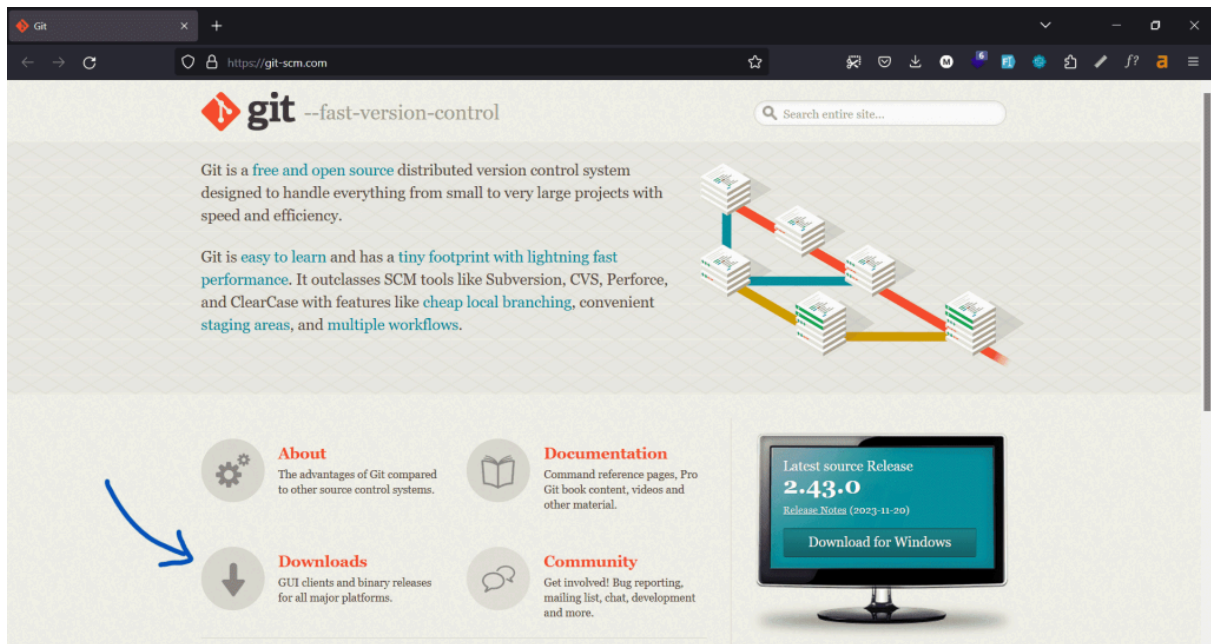 Git
https://git-scm.com
6
M
f?
a
git --fast-version-control
Search entire site...
Git is a free and open source distributed version control system
designed to handle everything from small to very large projects with
speed and efficiency.
Git is easy to learn and has a tiny footprint with lightning fast
performance. It outclasses SCM tools like Subversion, CVS, Perforce,
and ClearCase with features like cheap local branching, convenient
staging areas, and multiple workflows.
About
The advantages of Git compared
to other source control systems.
Documentation
Command reference pages, Pro
Git book content, videos and
other material.
Downloads
GUI clients and binary releases
for all major platforms.
Community
Get involved! Bug reporting,
mailing list, chat, development
and more.
Latest source Release
2.43.0
Release Notes (2023-11-20)
Download for Windows